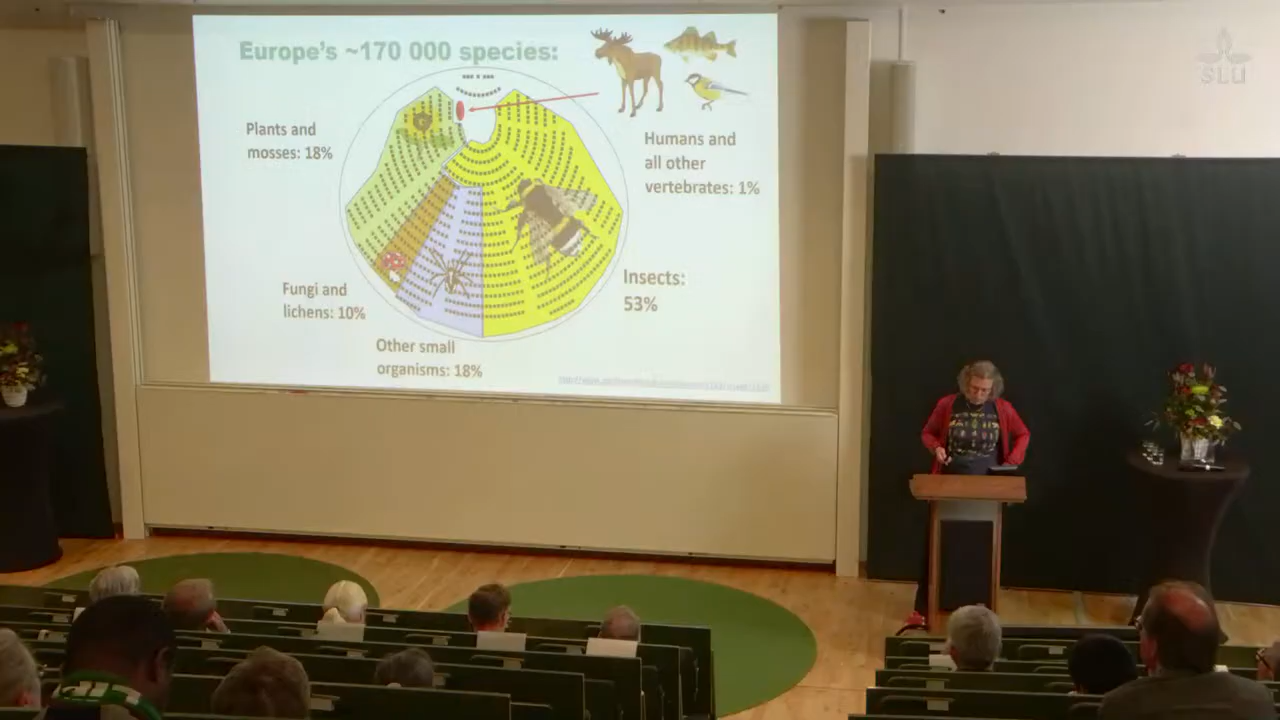 Europe's ~170 000 species:
SLU
Plants and
mosses: 18%
Humans and
all other
vertebrates: 1%
Insects:
53%
Fungi and
lichens: 10%
Other small
organisms: 18%